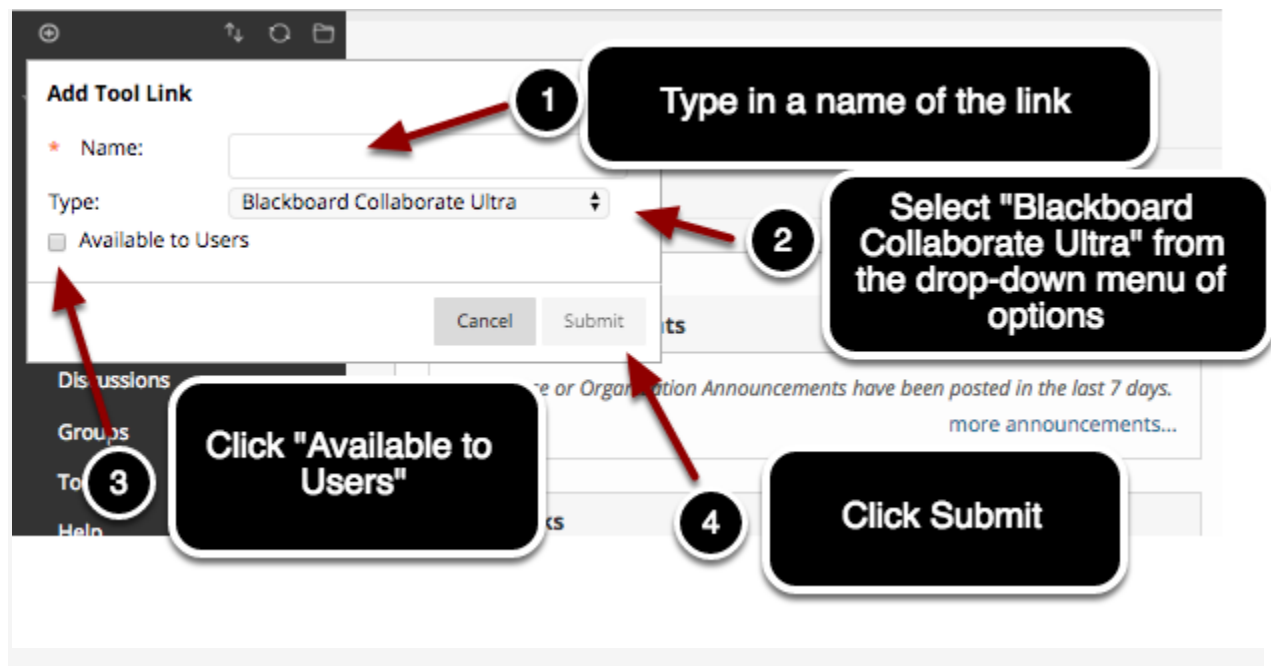 Add Tool Link
1
Type in a name of the link
* Name:
Type:
Blackboard Collaborate Ultra
2
Select "Blackboard
Collaborate Ultra" from
the drop-down menu of
options
Available to Users
Cancel
Submit
Discussions
or Organization Announcements have been posted in the last 7 days.
Groups
more announcements...
3
Click "Available to
Users"
Help
4
Click Submit